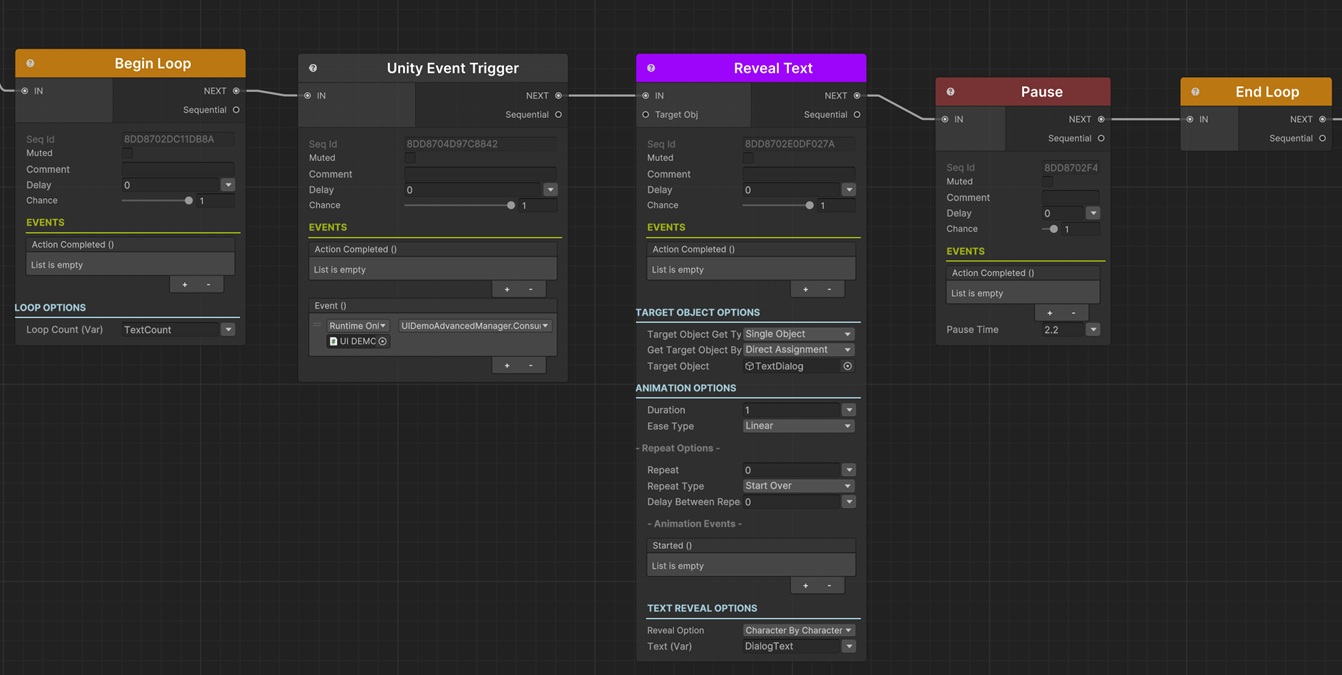 Begin Loop
IN
NEXT
Sequential
Seq Id 8DD8702DC11DB8A
Muted
Comment
Delay 0
Chance 1
EVENTS
Action Completed ()
List is empty
+ -
LOOP OPTIONS
Loop Count (Var) TextCount
Unity Event Trigger
IN
NEXT
Sequential
Seq Id 8DD8704D97C8842
Muted
Comment
Delay 0
Chance 1
EVENTS
Action Completed ()
List is empty
+ -
Event ()
Runtime Onl UIDemoAdvancedManager.Consu
UI DEMC
+ -
Reveal Text
IN
NEXT
Target Obj
Sequential
Seq Id 8DD8702E0DF027A
Muted
Comment
Delay 0
Chance 1
EVENTS
Action Completed ()
List is empty
+ -
TARGET OBJECT OPTIONS
Target Object Get Ty Single Object
Get Target Object By Direct Assignment
Target Object TextDialog
ANIMATION OPTIONS
Duration 1
Ease Type Linear
- Repeat Options -
Repeat 0
Repeat Type Start Over
Delay Between Repe 0
- Animation Events -
Started ()
List is empty
+ -
TEXT REVEAL OPTIONS
Reveal Option Character By Character
Text (Var) DialogText
Pause
IN
NEXT
Sequential
Seq Id 8DD8702F4
Muted
Comment
Delay 0
Chance 1
EVENTS
Action Completed ()
List is empty
+ -
Pause Time 2.2
End Loop
IN
NEXT
Sequential